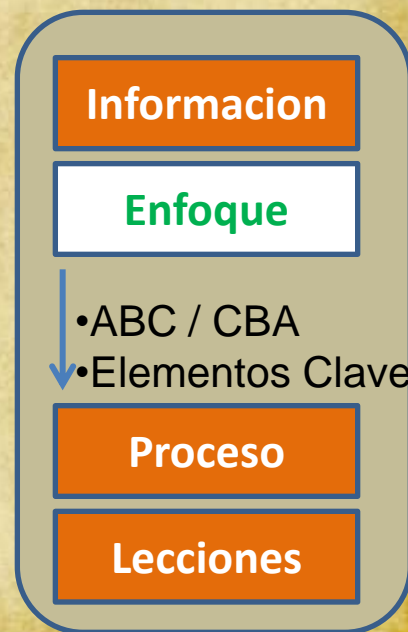 Informacion
Enfoque
•ABC / CBA
•Elementos Clave
Proceso
Lecciones